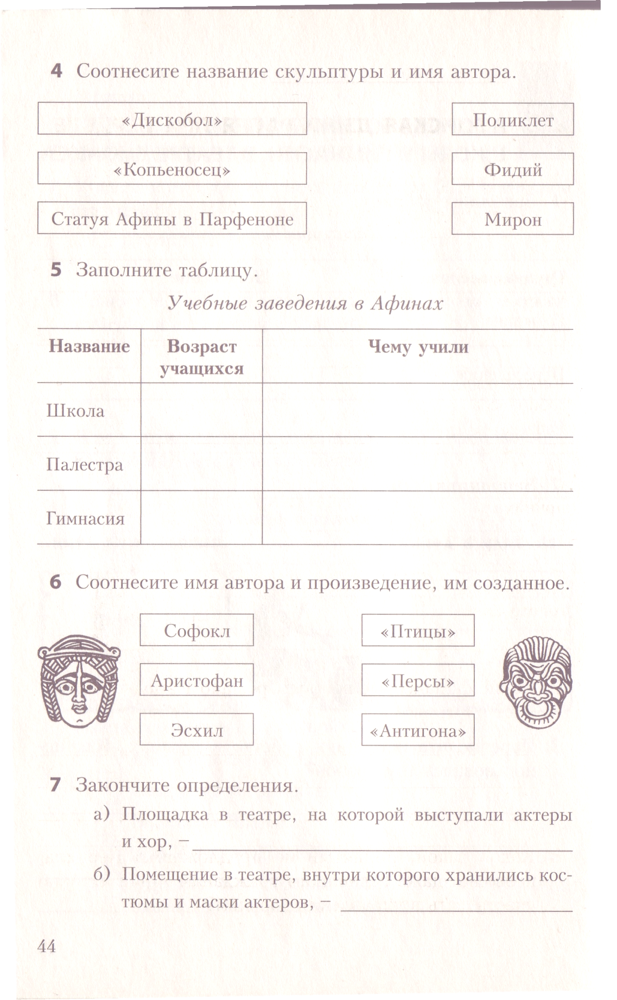 4 Соотнесите название скульптуры и имя автора.
«Дискобол» Поликлет
«Копьеносец» Фидий
Статуя Афины в Парфеноне Мирон
5 Заполните таблицу.
Учебные заведения в Афинах
Название Возраст Чему учили
учащихся
Школа
Палестра
Гимнасия
6 Соотнесите имя автора и произведение, им созданное.
Софокл «Птицы»
Аристофан «Персы»
Эсхил «Антигона»
7 Закончите определения.
а) Площадка в театре, на которой выступали актеры
и хор, –
б) Помещение в театре, внутри которого хранились кос-
тюмы и маски актеров, –
44